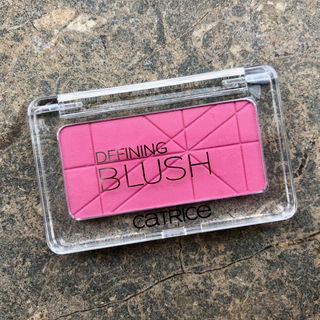 DEFINING
BLUSH
CATRICE